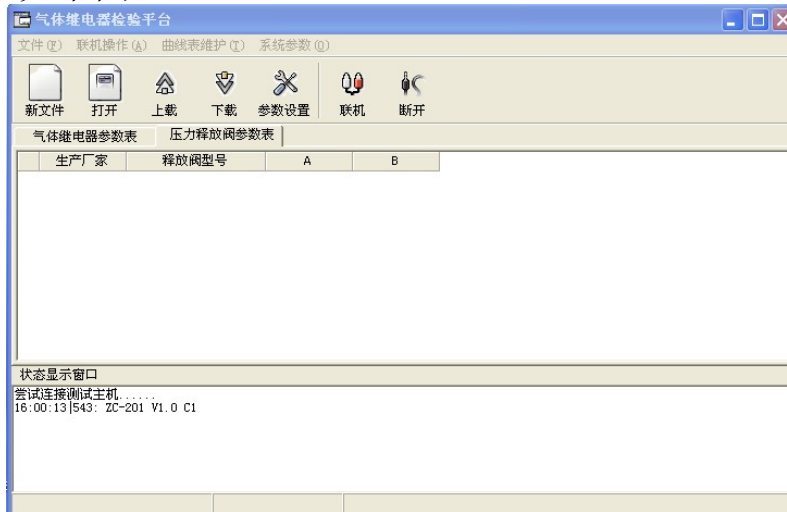 气体继电器检验平台
文件(F) 联机操作(A) 曲线表维护(T) 系统参数(Q)
新文件 打开 上载 下载 参数设置 联机 断开
气体继电器参数表 压力释放阀参数表
生产厂家 释放阀型号 A B
状态显示窗口
尝试连接测试主机......
16:00:13|543: ZC-201 V1.0 C1